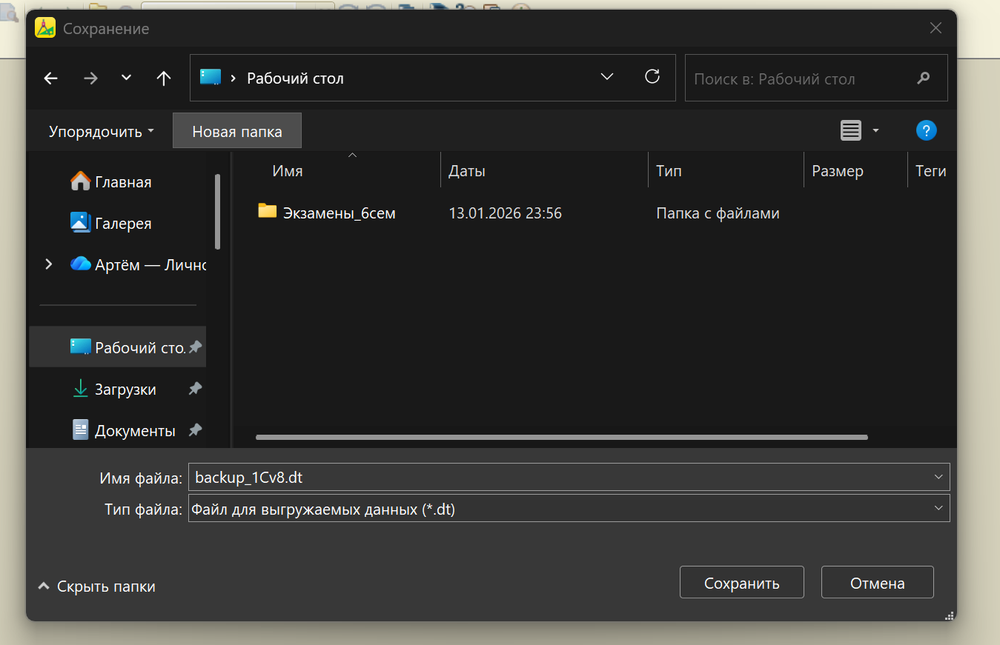 Сохранение
Рабочий стол
Поиск в: Рабочий стол
Упорядочить
Новая папка
?
Имя Даты Тип Размер Теги
Главная
Экзамены_6сем 13.01.2026 23:56 Папка с файлами
Галерея
Артём — Личнс
Рабочий сто.
Загрузки
Документы
Имя файла: backup_1Cv8.dt
Тип файла: Файл для выгружаемых данных (*.dt)
Скрыть папки
Сохранить
Отмена